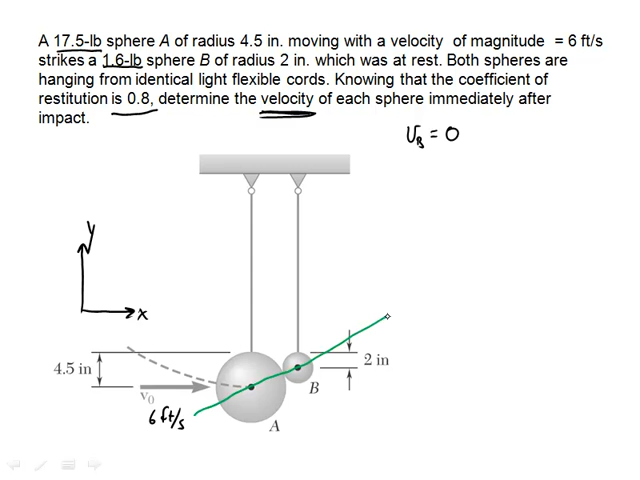 A 17.5-lb sphere A of radius 4.5 in. moving with a velocity of magnitude = 6 ft/s
strikes a 1.6-lb sphere B of radius 2 in. which was at rest. Both spheres are
hanging from identical light flexible cords. Knowing that the coefficient of
restitution is 0.8, determine the velocity of each sphere immediately after
impact.
U_B = 0
y
x
4.5 in
2 in
v₀
B
6 ft/s
A